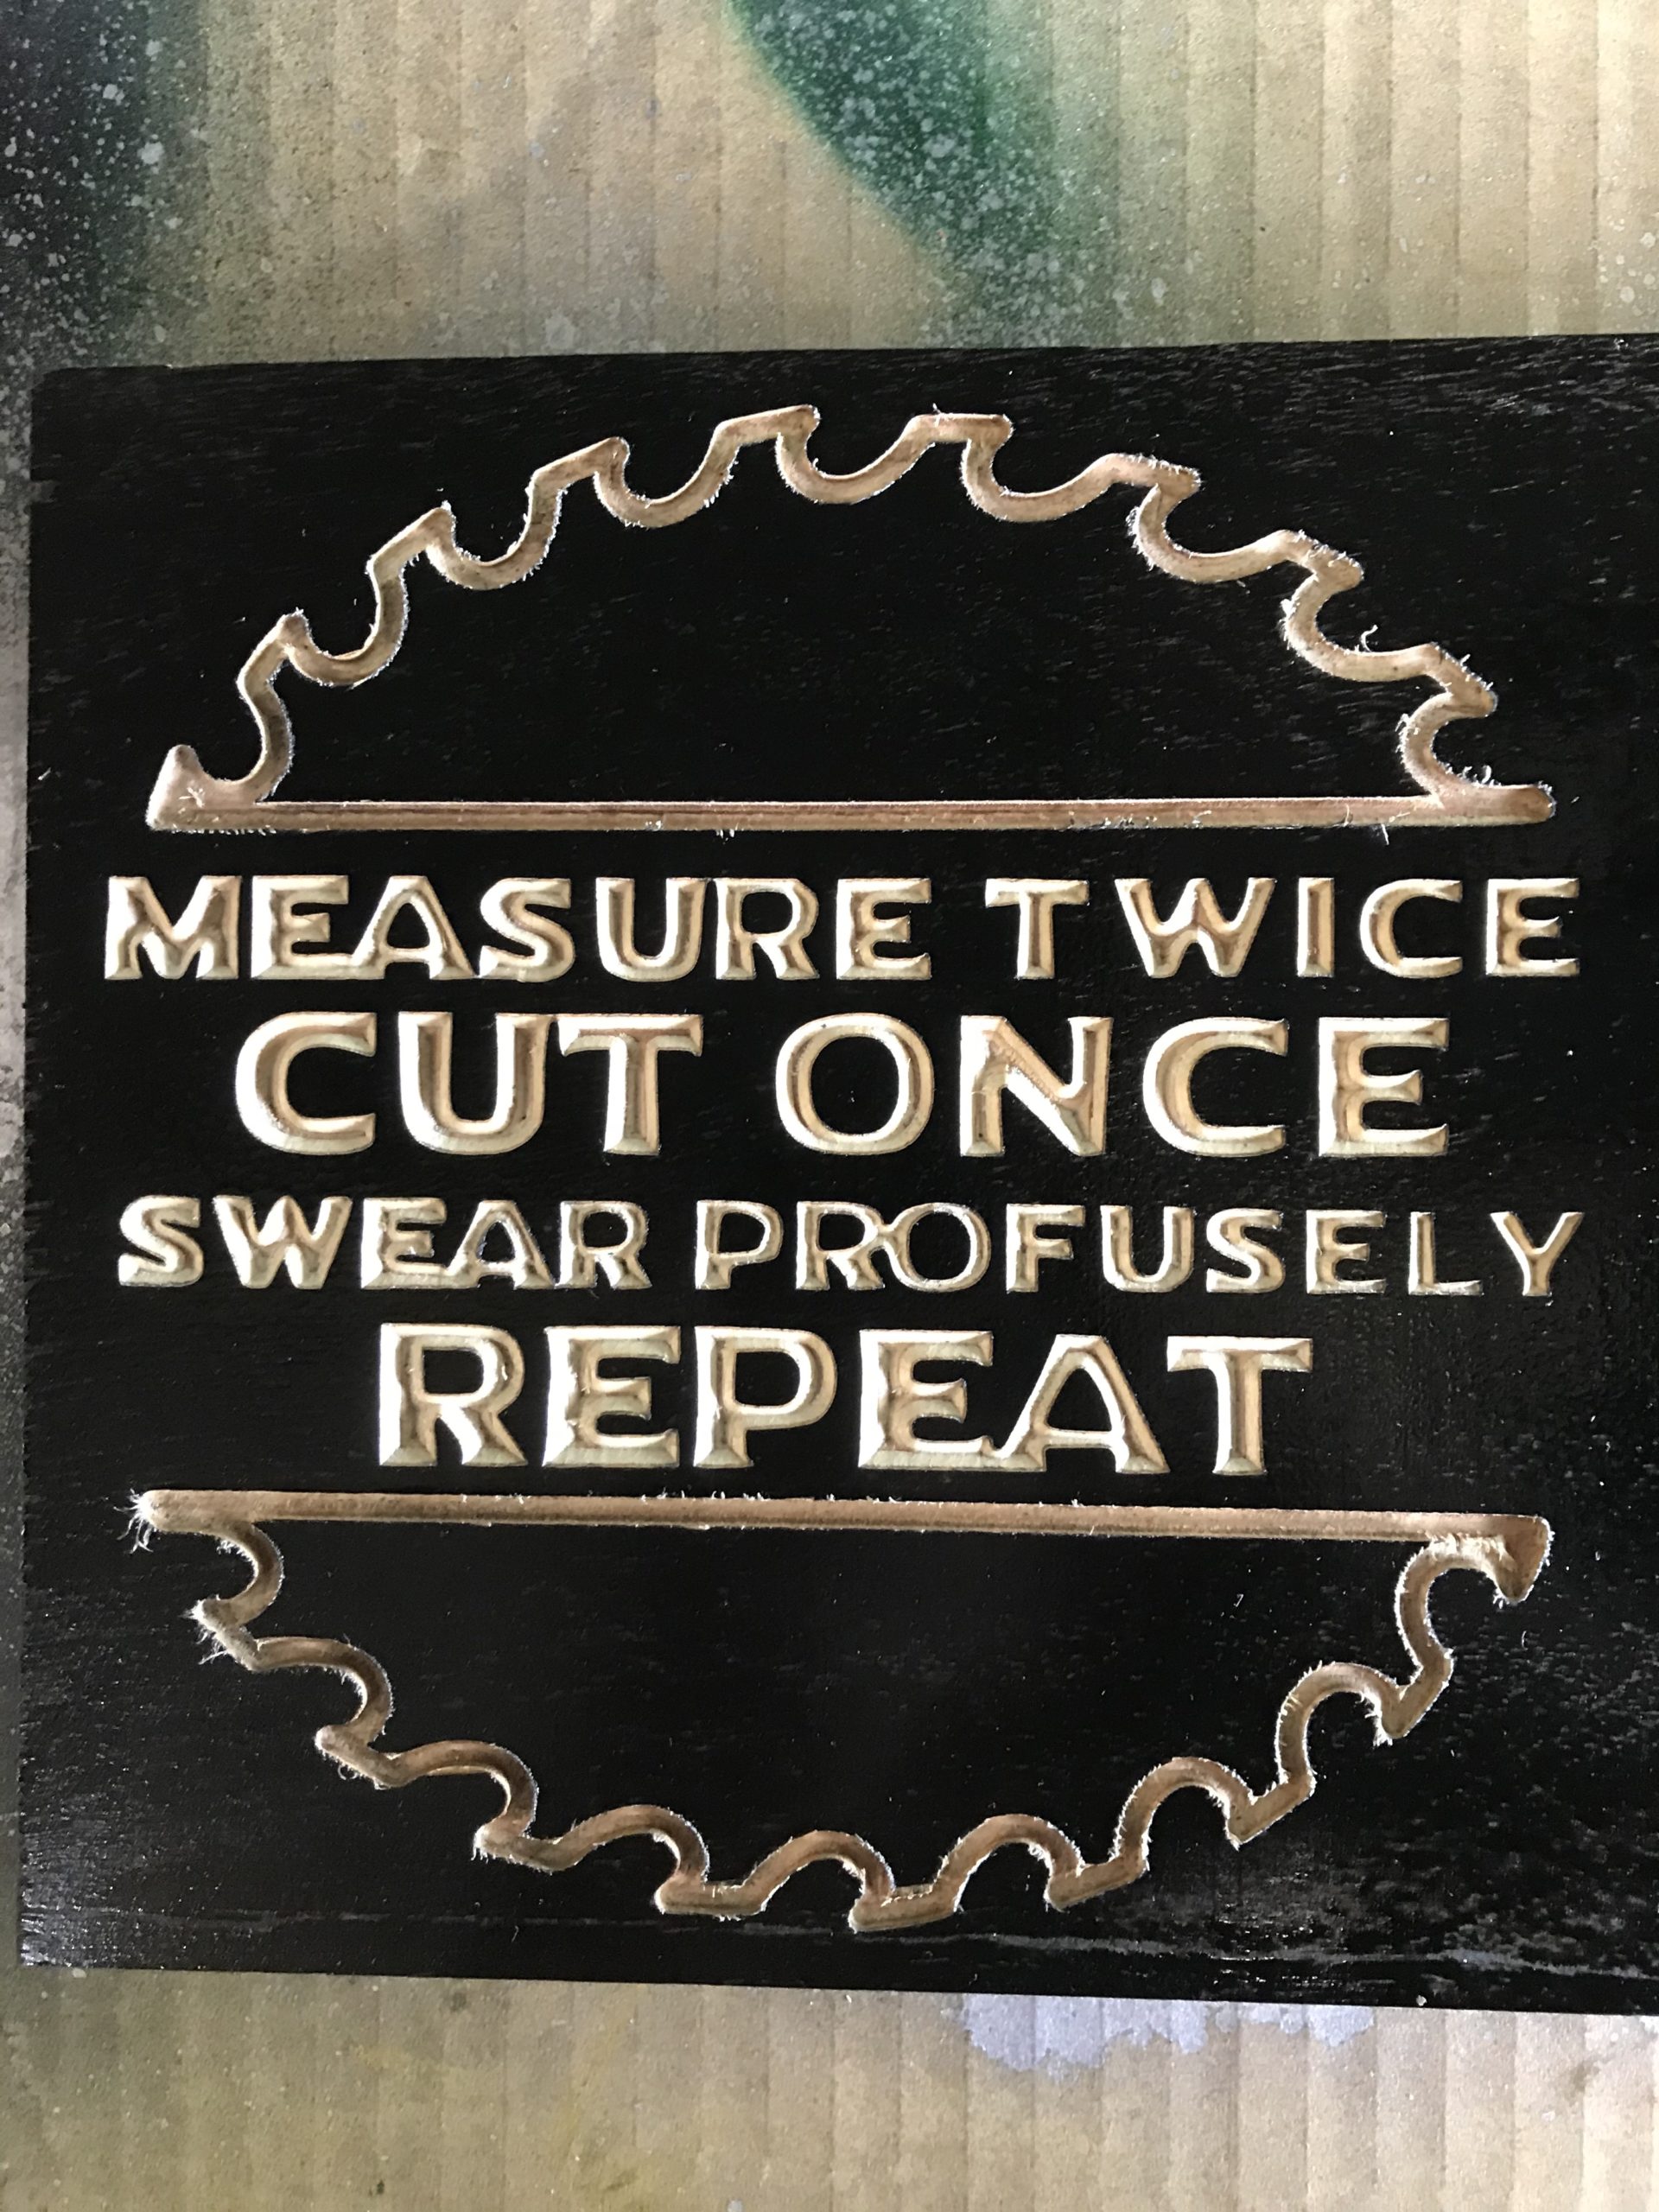 MEASURE TWICE
CUT ONCE
SWEAR PROFUSELY
REPEAT